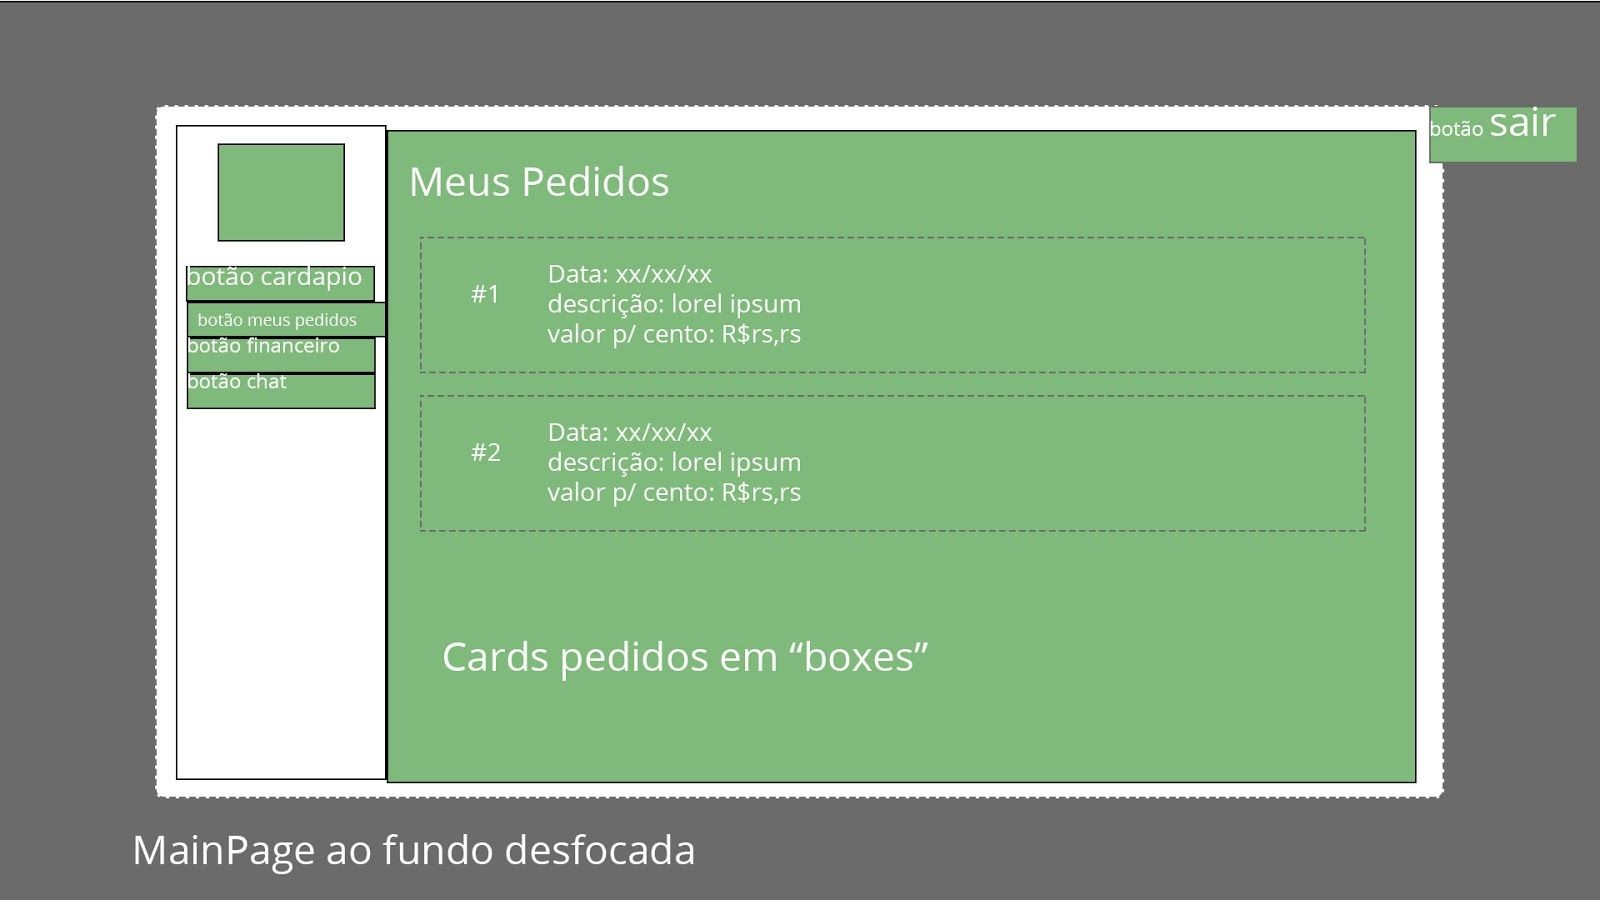 botão sair
Meus Pedidos
botão cardapio
botão meus pedidos
botão financeiro
botão chat
#1
Data: xx/xx/xx
descrição: lorel ipsum
valor p/ cento: R$rs,rs
#2
Data: xx/xx/xx
descrição: lorel ipsum
valor p/ cento: R$rs,rs
Cards pedidos em “boxes”
MainPage ao fundo desfocada